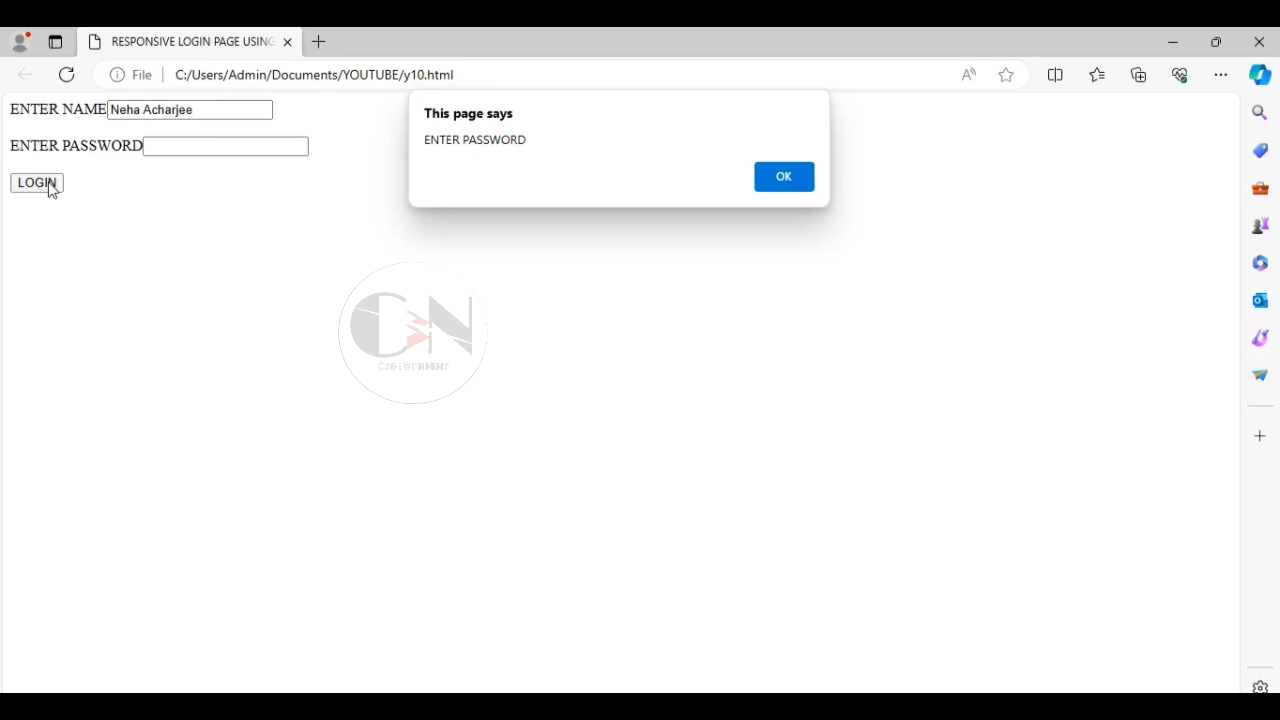 RESPONSIVE LOGIN PAGE USING
File
C:/Users/Admin/Documents/YOUTUBE/y10.html
This page says
ENTER PASSWORD
OK
ENTER NAME Neha Acharjee
ENTER PASSWORD
LOGIN